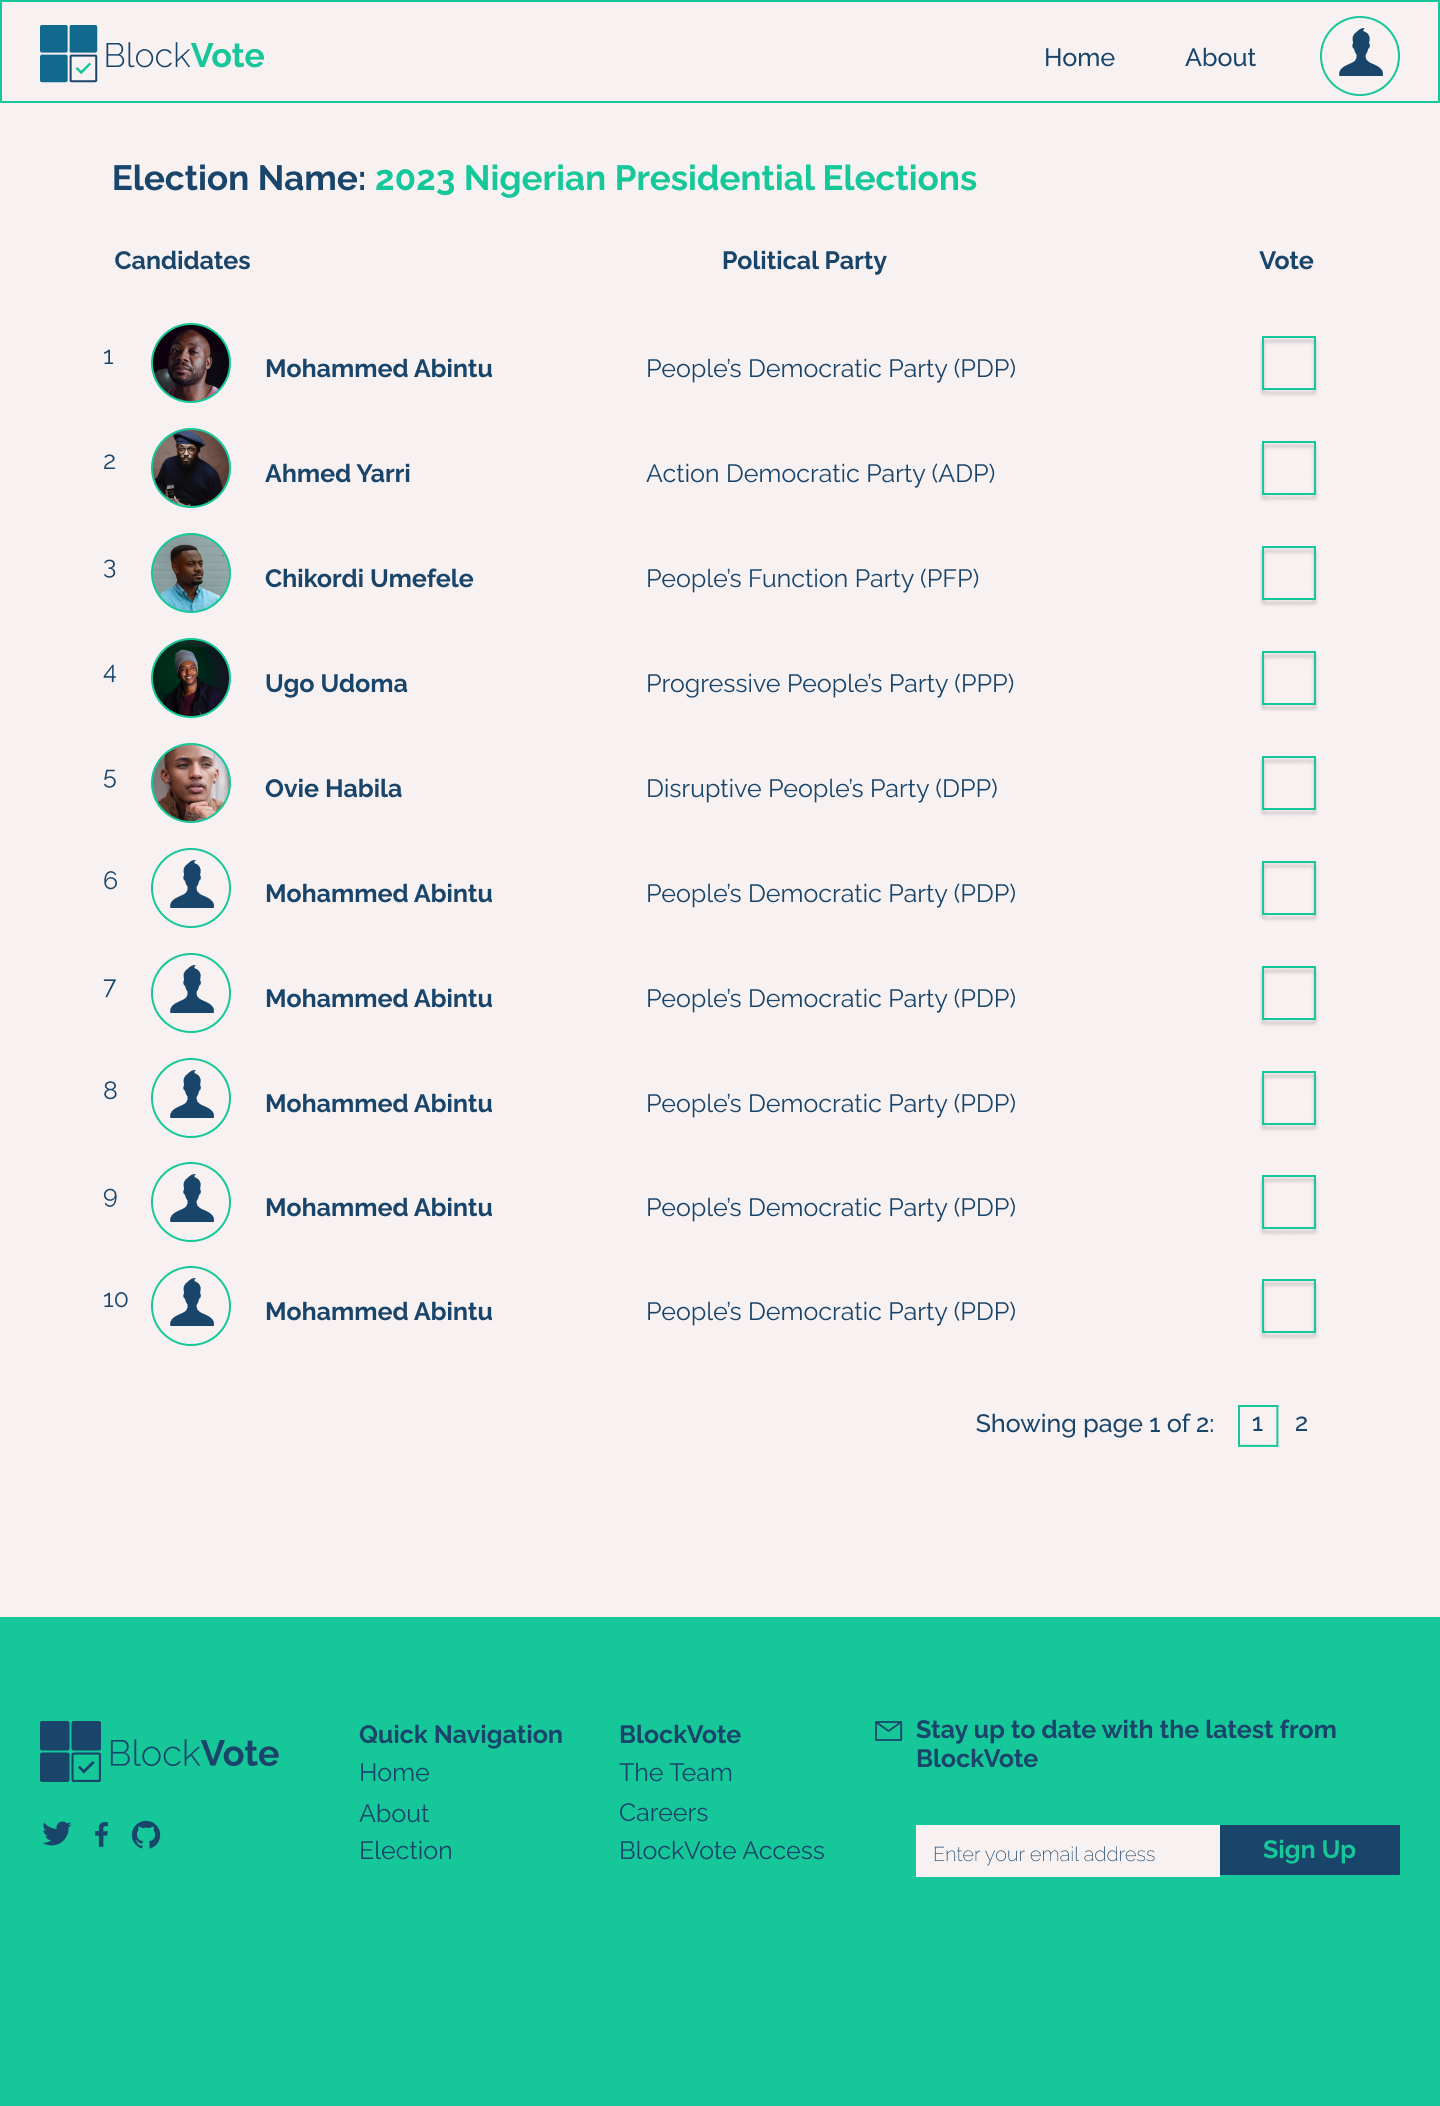 BlockVote
Home About
Election Name: 2023 Nigerian Presidential Elections
Candidates Political Party Vote
1 Mohammed Abintu People’s Democratic Party (PDP)
2 Ahmed Yarri Action Democratic Party (ADP)
3 Chikordi Umefele People’s Function Party (PFP)
4 Ugo Udoma Progressive People’s Party (PPP)
5 Ovie Habila Disruptive People’s Party (DPP)
6 Mohammed Abintu People’s Democratic Party (PDP)
7 Mohammed Abintu People’s Democratic Party (PDP)
8 Mohammed Abintu People’s Democratic Party (PDP)
9 Mohammed Abintu People’s Democratic Party (PDP)
10 Mohammed Abintu People’s Democratic Party (PDP)
Showing page 1 of 2: 1 2
BlockVote
Quick Navigation
Home
About
Election
BlockVote
The Team
Careers
BlockVote Access
Stay up to date with the latest from
BlockVote
Enter your email address Sign Up